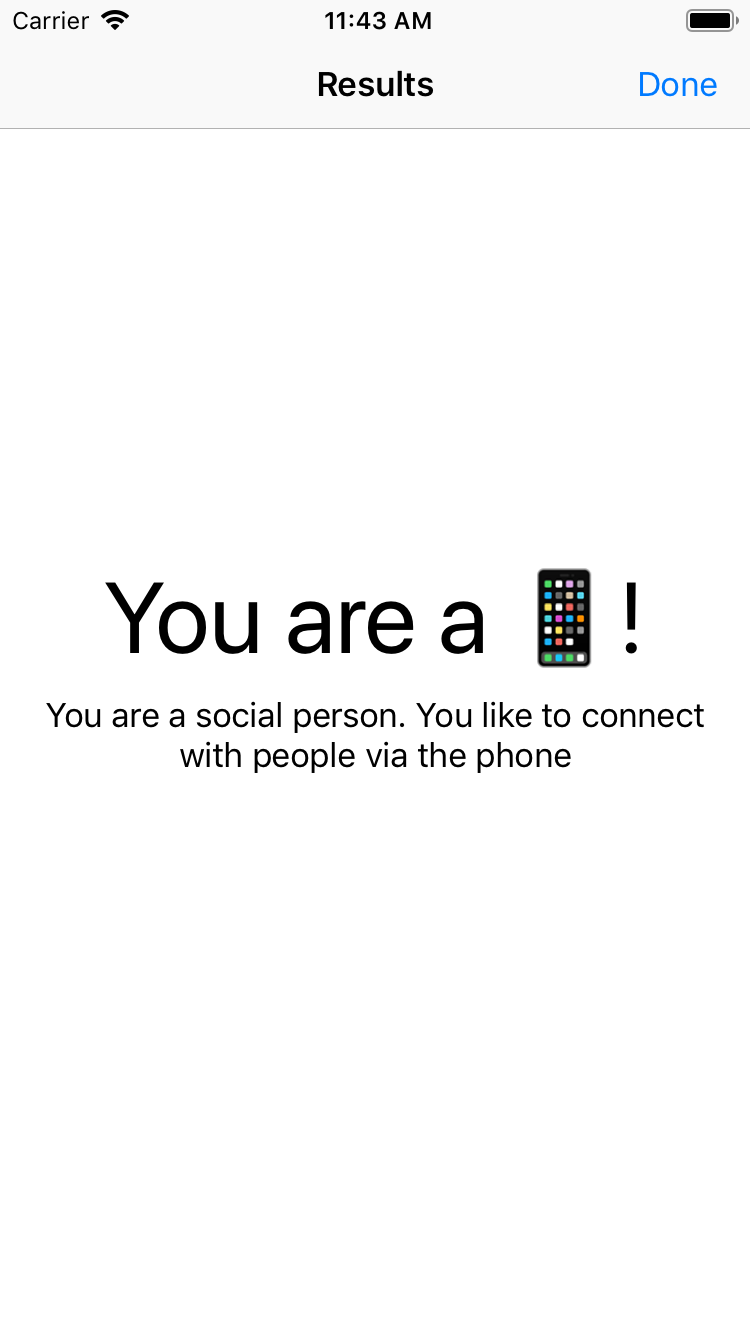 Carrier 11:43 AM
Results Done
You are a 📱!
You are a social person. You like to connect
with people via the phone